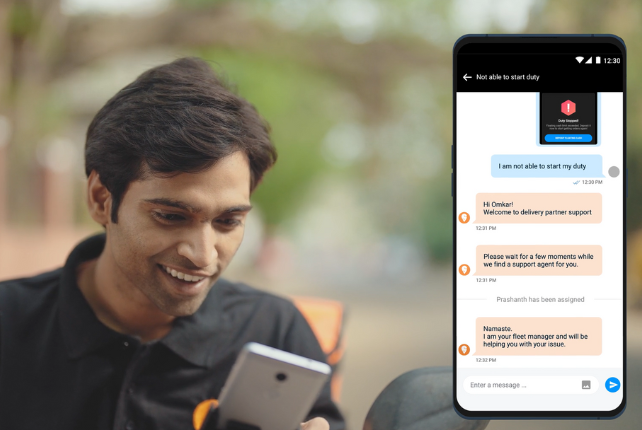 12:30
Not able to start duty
Duty Stopped!
I am not able to start my duty
12:30 PM
Hi Omkar!
Welcome to delivery partner support
12:31 PM
Please wait for a few moments while
we find a support agent for you.
12:31 PM
Prashanth has been assigned
Namaste,
I am your fleet manager and will be
helping you with your issue.
12:32 PM
Enter a message ...